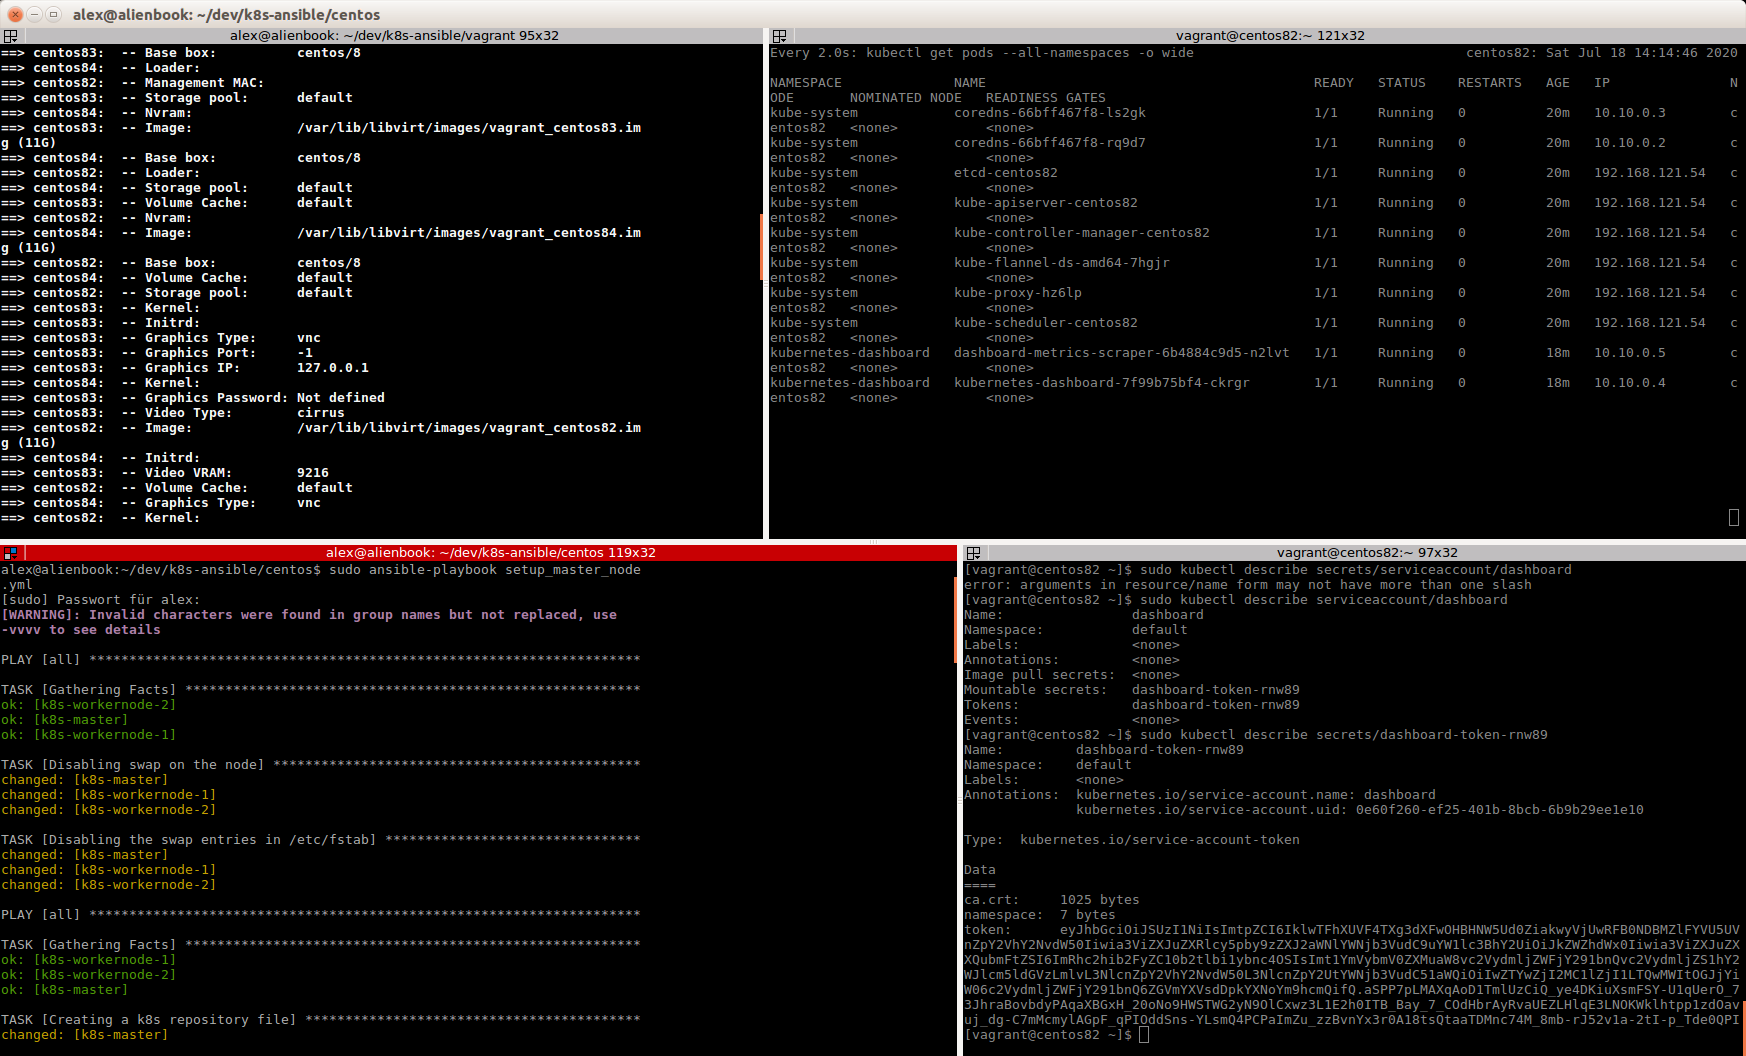 alex@alienbook: ~/dev/k8s-ansible/centos
alex@alienbook: ~/dev/k8s-ansible/vagrant 95x32
==> centos83:  -- Base box:          centos/8
==> centos84:  -- Loader:
==> centos82:  -- Management MAC:
==> centos83:  -- Storage pool:      default
==> centos84:  -- Nvram:
==> centos83:  -- Image:             /var/lib/libvirt/images/vagrant_centos83.im
g (11G)
==> centos84:  -- Base box:          centos/8
==> centos82:  -- Loader:
==> centos84:  -- Storage pool:      default
==> centos83:  -- Volume Cache:      default
==> centos82:  -- Nvram:
==> centos84:  -- Image:             /var/lib/libvirt/images/vagrant_centos84.im
g (11G)
==> centos82:  -- Base box:          centos/8
==> centos84:  -- Volume Cache:      default
==> centos82:  -- Storage pool:      default
==> centos83:  -- Kernel:
==> centos83:  -- Initrd:
==> centos83:  -- Graphics Type:     vnc
==> centos83:  -- Graphics Port:     -1
==> centos83:  -- Graphics IP:       127.0.0.1
==> centos84:  -- Kernel:
==> centos83:  -- Graphics Password: Not defined
==> centos83:  -- Video Type:        cirrus
==> centos82:  -- Image:             /var/lib/libvirt/images/vagrant_centos82.im
g (11G)
==> centos84:  -- Initrd:
==> centos83:  -- Video VRAM:        9216
==> centos82:  -- Volume Cache:      default
==> centos84:  -- Graphics Type:     vnc
==> centos82:  -- Kernel:
vagrant@centos82:~ 121x32
Every 2.0s: kubectl get pods --all-namespaces -o wide                                  centos82: Sat Jul 18 14:14:46 2020
NAMESPACE              NAME                                         READY   STATUS    RESTARTS   AGE   IP               N
ODE       NOMINATED NODE   READINESS GATES
kube-system            coredns-66bff467f8-ls2gk                     1/1     Running   0          20m   10.10.0.3        c
entos82   <none>           <none>
kube-system            coredns-66bff467f8-rq9d7                     1/1     Running   0          20m   10.10.0.2        c
entos82   <none>           <none>
kube-system            etcd-centos82                                1/1     Running   0          20m   192.168.121.54   c
entos82   <none>           <none>
kube-system            kube-apiserver-centos82                      1/1     Running   0          20m   192.168.121.54   c
entos82   <none>           <none>
kube-system            kube-controller-manager-centos82             1/1     Running   0          20m   192.168.121.54   c
entos82   <none>           <none>
kube-system            kube-flannel-ds-amd64-7hgjr                  1/1     Running   0          20m   192.168.121.54   c
entos82   <none>           <none>
kube-system            kube-proxy-hz6lp                             1/1     Running   0          20m   192.168.121.54   c
entos82   <none>           <none>
kube-system            kube-scheduler-centos82                      1/1     Running   0          20m   192.168.121.54   c
entos82   <none>           <none>
kubernetes-dashboard   dashboard-metrics-scraper-6b4884c9d5-n2lvt   1/1     Running   0          18m   10.10.0.5        c
entos82   <none>           <none>
kubernetes-dashboard   kubernetes-dashboard-7f99b75bf4-ckrgr        1/1     Running   0          18m   10.10.0.4        c
entos82   <none>           <none>
alex@alienbook: ~/dev/k8s-ansible/centos 119x32
alex@alienbook:~/dev/k8s-ansible/centos$ sudo ansible-playbook setup_master_node
.yml
[sudo] Passwort für alex:
[WARNING]: Invalid characters were found in group names but not replaced, use
-vvvv to see details
PLAY [all] *********************************************************************
TASK [Gathering Facts] *********************************************************
ok: [k8s-workernode-2]
ok: [k8s-master]
ok: [k8s-workernode-1]
TASK [Disabling swap on the node] **********************************************
changed: [k8s-master]
changed: [k8s-workernode-1]
changed: [k8s-workernode-2]
TASK [Disabling the swap entries in /etc/fstab] ********************************
changed: [k8s-master]
changed: [k8s-workernode-1]
changed: [k8s-workernode-2]
PLAY [all] *********************************************************************
TASK [Gathering Facts] *********************************************************
ok: [k8s-workernode-1]
ok: [k8s-workernode-2]
ok: [k8s-master]
TASK [Creating a k8s repository file] ******************************************
changed: [k8s-master]
vagrant@centos82:~ 97x32
[vagrant@centos82 ~]$ sudo kubectl describe secrets/serviceaccount/dashboard
error: arguments in resource/name form may not have more than one slash
[vagrant@centos82 ~]$ sudo kubectl describe serviceaccount/dashboard
Name:                dashboard
Namespace:           default
Labels:              <none>
Annotations:         <none>
Image pull secrets:  <none>
Mountable secrets:   dashboard-token-rnw89
Tokens:              dashboard-token-rnw89
Events:              <none>
[vagrant@centos82 ~]$ sudo kubectl describe secrets/dashboard-token-rnw89
Name:         dashboard-token-rnw89
Namespace:    default
Labels:       <none>
Annotations:  kubernetes.io/service-account.name: dashboard
              kubernetes.io/service-account.uid: 0e60f260-ef25-401b-8bcb-6b9b29ee1e10
Type:  kubernetes.io/service-account-token
Data
====
ca.crt:     1025 bytes
namespace:  7 bytes
token:
[vagrant@centos82 ~]$